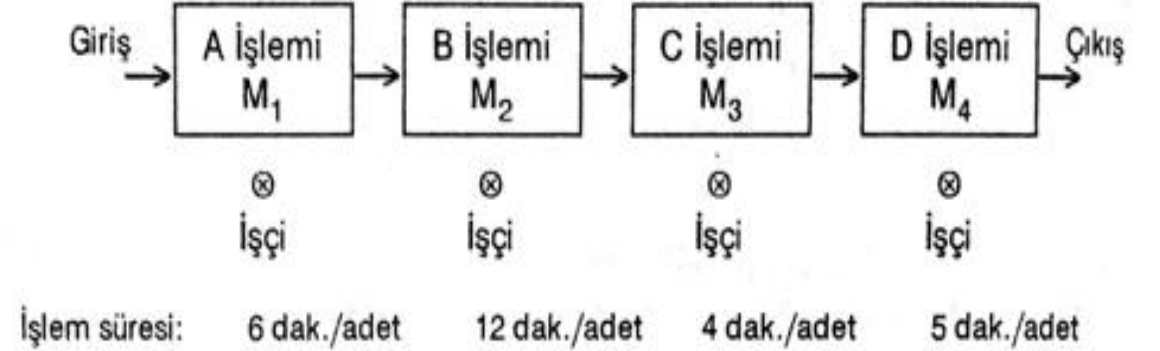 Giriş A İşlemi B İşlemi C İşlemi D İşlemi Çıkış
M1 M2 M3 M4
İşçi İşçi İşçi İşçi
İşlem süresi: 6 dak./adet 12 dak./adet 4 dak./adet 5 dak./adet